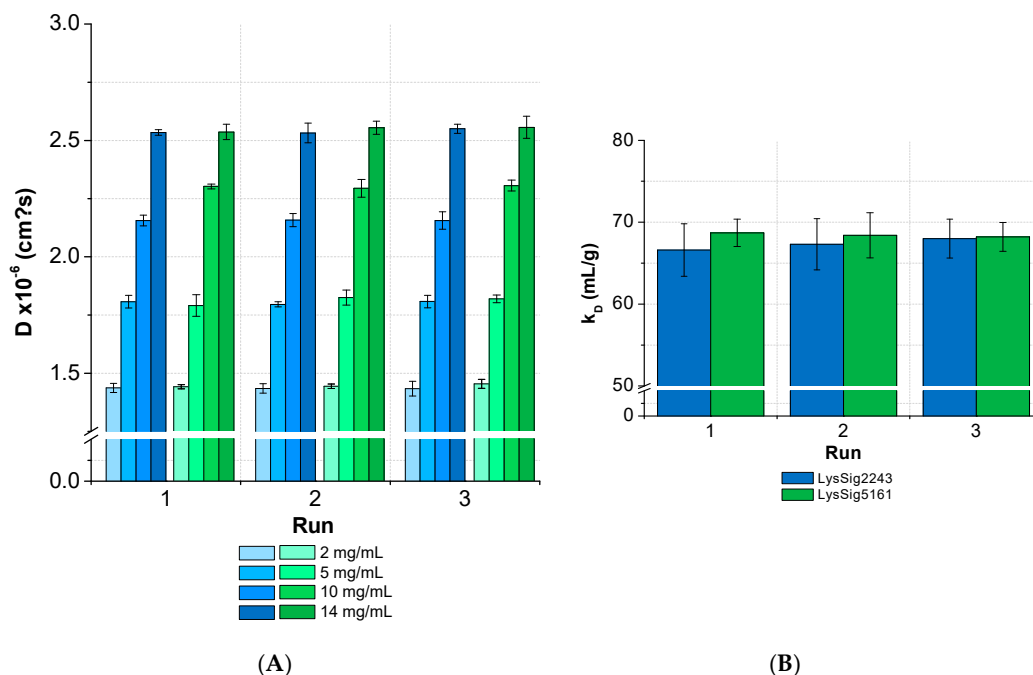 3.0
2.5
2.0
1.5
0.0
D x10⁻⁶ (cm?s)
1 2 3
Run
2 mg/mL
5 mg/mL
10 mg/mL
14 mg/mL
(A)
80
70
60
50
0
k_D (mL/g)
1 2 3
Run
LysSig2243
LysSig5161
(B)